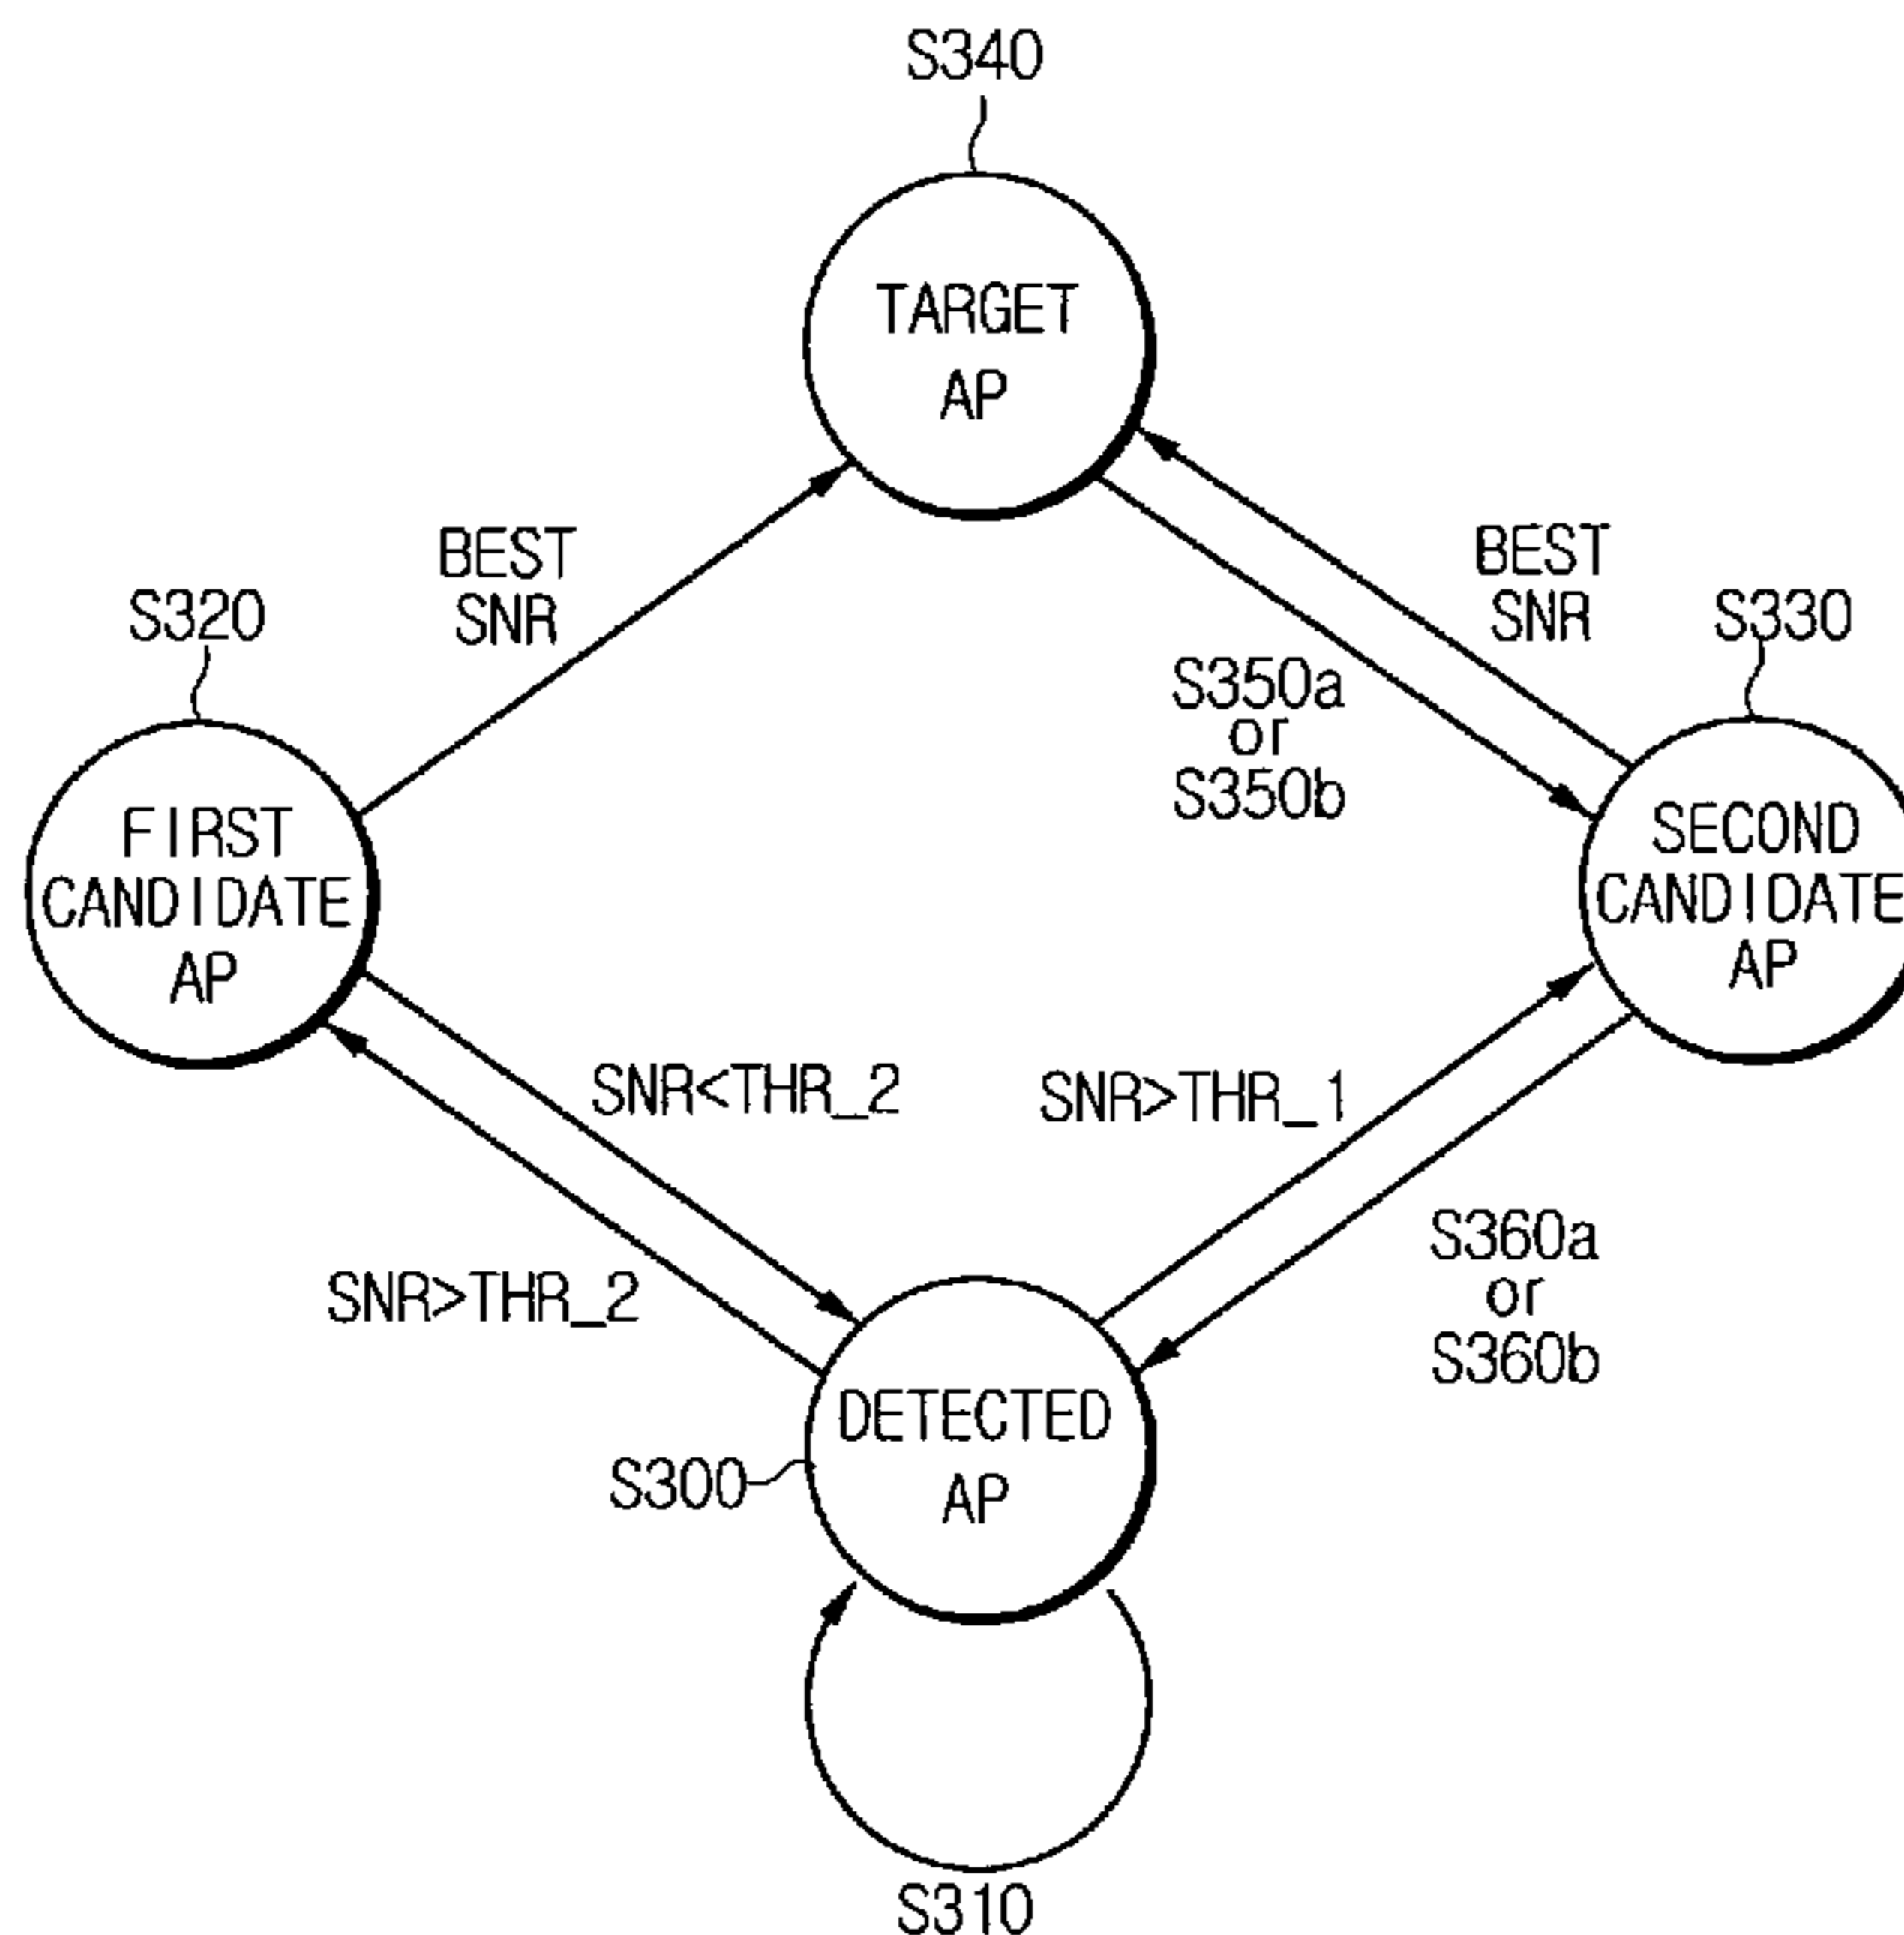 S340
TARGET
AP
BEST
SNR
BEST
SNR
S320
S330
S350a
or
S350b
FIRST
CANDIDATE
AP
SECOND
CANDIDATE
AP
SNR<THR_2
SNR>THR_1
SNR>THR_2
S360a
or
S360b
DETECTED
AP
S300
S310